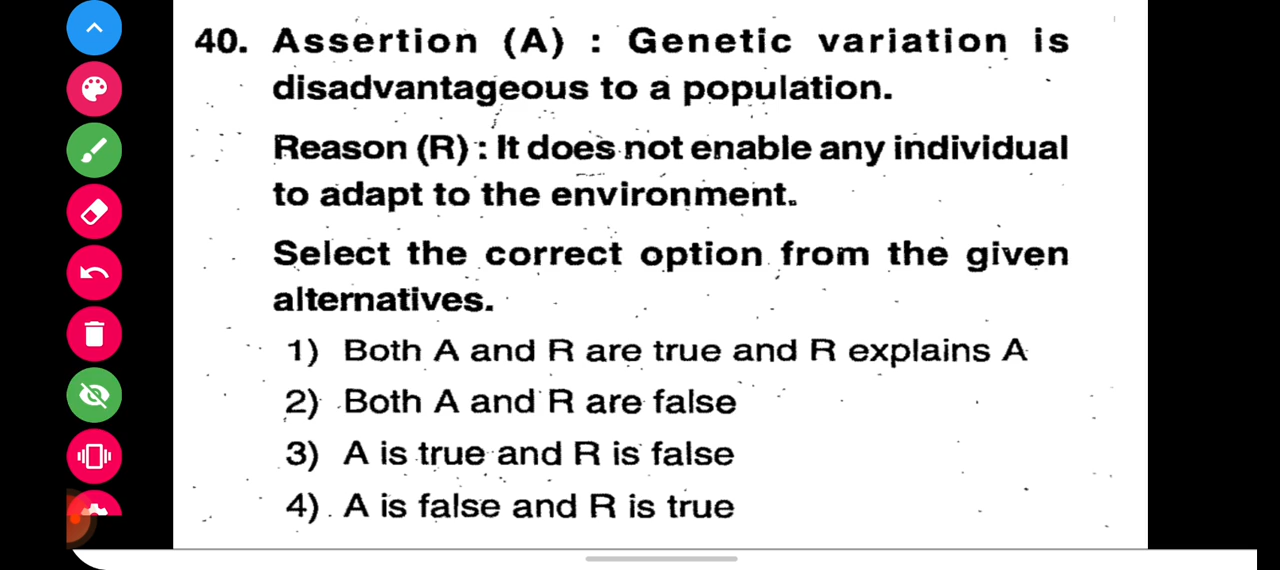 40. Assertion (A) : Genetic variation is
disadvantageous to a population.
Reason (R) : It does not enable any individual
to adapt to the environment.
Select the correct option from the given
alternatives.
1) Both A and R are true and R explains A
2) Both A and R are false
3) A is true and R is false
4) A is false and R is true